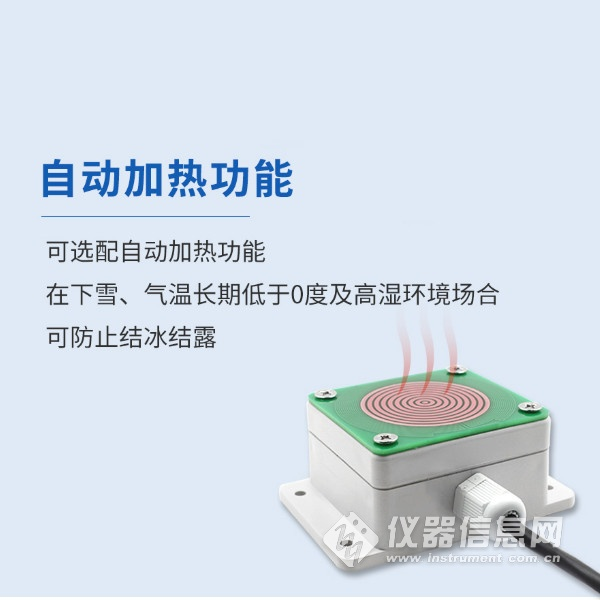 自动加热功能
可选配自动加热功能
在下雪、气温长期低于0度及高湿环境场合
可防止结冰结露
仪器信息网
www.instrument.com.cn